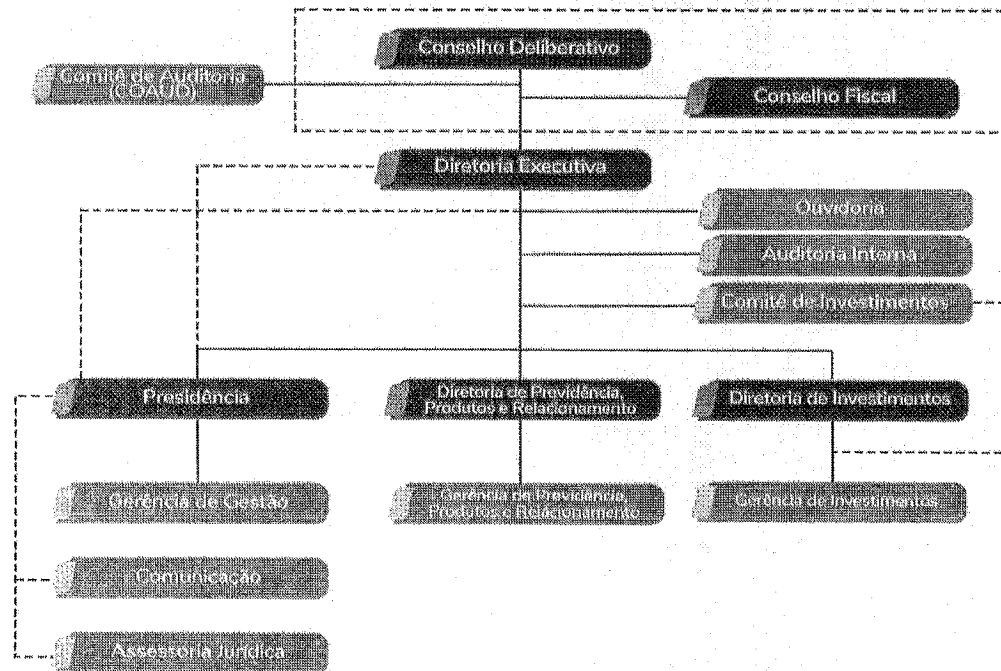 Conselho Deliberativo
Comitê de Auditoria
(COAUD)
Conselho Fiscal
Diretoria Executiva
Ouvidoria
Auditoria Interna
Comitê de Investimentos
Presidência
Diretoria de Previdência,
Produtos e Relacionamento
Diretoria de Investimentos
Gerência de Gestão
Gerência de Previdência,
Produtos e Relacionamento
Gerência de Investimentos
Comunicação
Assessoria Jurídica